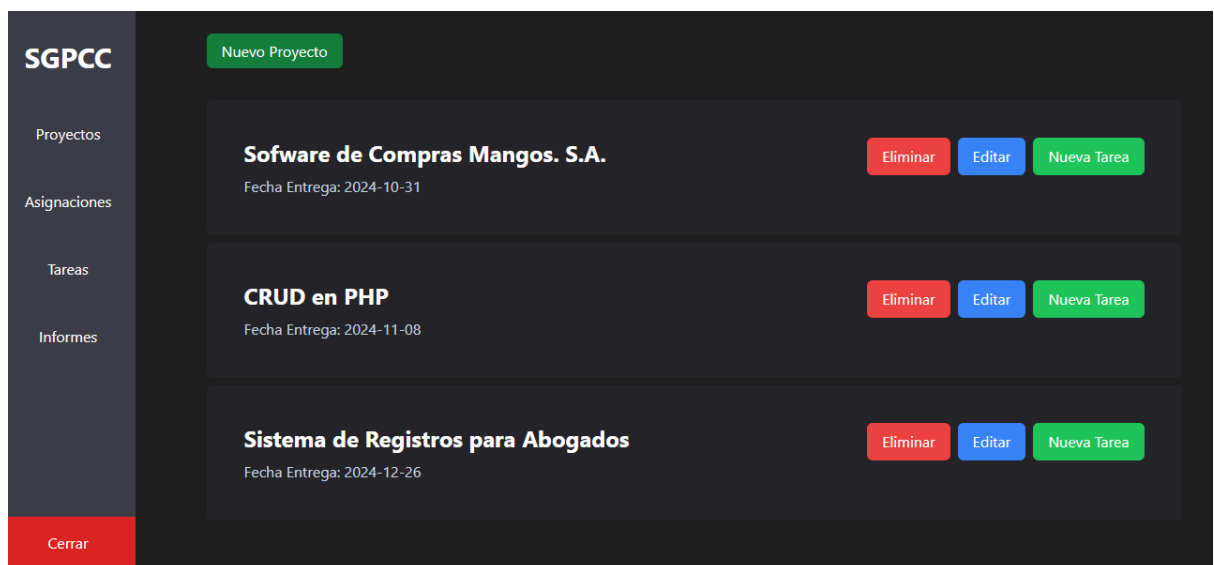 SGPCC
Proyectos
Asignaciones
Tareas
Informes
Cerrar
Nuevo Proyecto
Sofware de Compras Mangos. S.A.
Fecha Entrega: 2024-10-31
Eliminar Editar Nueva Tarea
CRUD en PHP
Fecha Entrega: 2024-11-08
Eliminar Editar Nueva Tarea
Sistema de Registros para Abogados
Fecha Entrega: 2024-12-26
Eliminar Editar Nueva Tarea